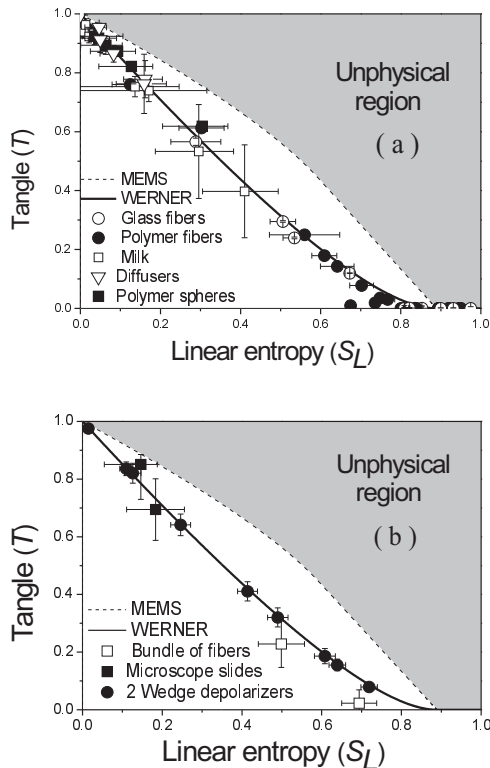 1.0
0.8
0.6
0.4
0.2
0.0
Tangle (T)
Unphysical
region
( a )
MEMS
WERNER
Glass fibers
Polymer fibers
Milk
Diffusers
Polymer spheres
0.0 0.2 0.4 0.6 0.8 1.0
Linear entropy (S_L)
1.0
0.8
0.6
0.4
0.2
0.0
Tangle (T)
Unphysical
region
( b )
MEMS
WERNER
Bundle of fibers
Microscope slides
2 Wedge depolarizers
0.0 0.2 0.4 0.6 0.8 1.0
Linear entropy (S_L)